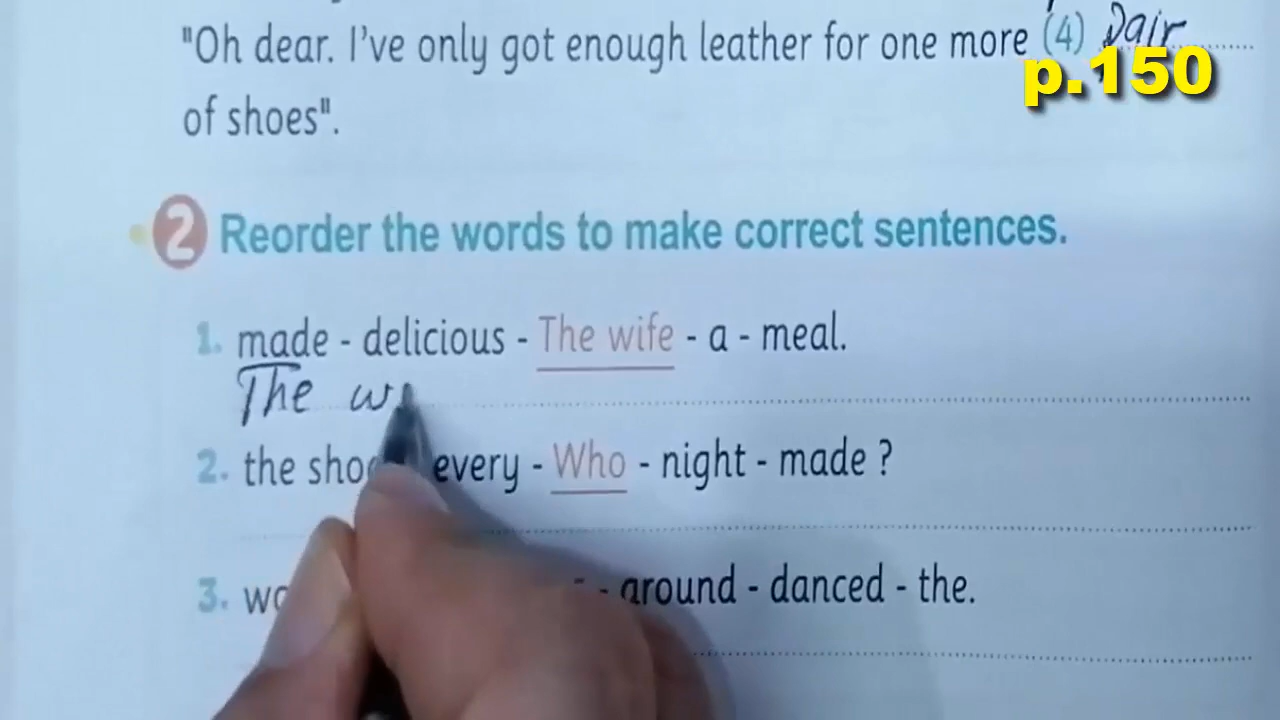 "Oh dear. I've only got enough leather for one more (4) Pair
p.150
of shoes".
2 Reorder the words to make correct sentences.
1. made - delicious - The wife - a - meal.
The w
2. every - Who - night - made ?
3. - around - danced - the.